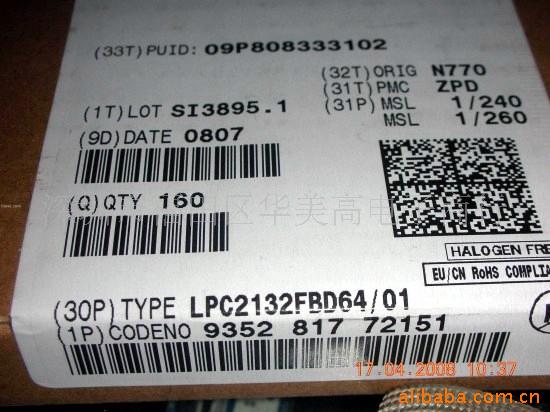 (33T) PUID: 09P808333102
(32T) ORIG N770
(31T) PMC ZPD
(31P) MSL 1/240
MSL 1/260
(1T) LOT SI3895.1
(9D) DATE 0807
(Q) QTY 160
区华美高电
HALOGEN FRE
EU/CN RoHS COMPLIA
(30P) TYPE LPC2132FBD64/01
(1P) CODENO 9352 817 72151
17.04.2008 10:37
alibaba.com.cn